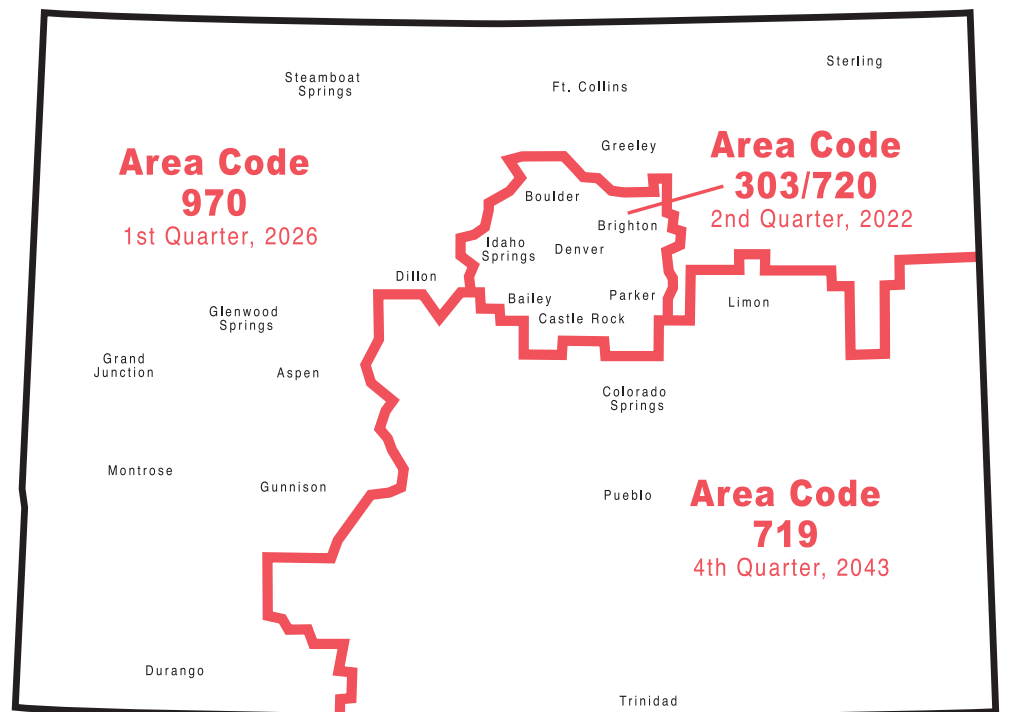 Sterling
Steamboat
Springs
Ft. Collins
Greeley
Area Code
970
1st Quarter, 2026
Area Code
303/720
2nd Quarter, 2022
Boulder
Brighton
Idaho
Springs
Denver
Dillon
Bailey
Parker
Limon
Castle Rock
Glenwood
Springs
Grand
Junction
Aspen
Colorado
Springs
Montrose
Gunnison
Pueblo
Area Code
719
4th Quarter, 2043
Durango
Trinidad